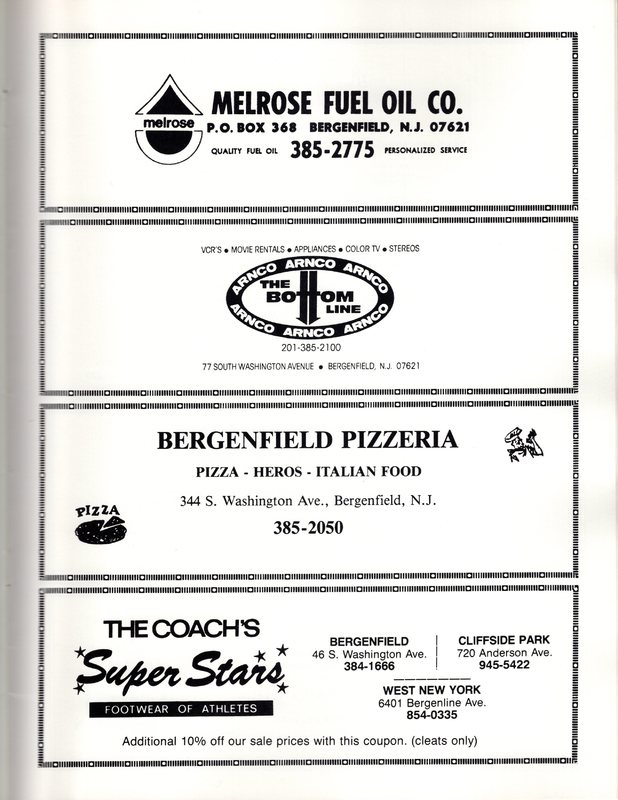 melrose
MELROSE FUEL OIL CO.
P.O. BOX 368 BERGENFIELD, N.J. 07621
QUALITY FUEL OIL 385-2775 PERSONALIZED SERVICE
VCR'S ● MOVIE RENTALS ● APPLIANCES ● COLOR TV ● STEREOS
ARNCO ARNCO ARNCO
THE
BOTTOM
LINE
ARNCO ARNCO ARNCO
201-385-2100
77 SOUTH WASHINGTON AVENUE ● BERGENFIELD, N.J. 07621
BERGENFIELD PIZZERIA
PIZZA - HEROS - ITALIAN FOOD
344 S. Washington Ave., Bergenfield, N.J.
385-2050
PIZZA
THE COACH'S
Super Stars
FOOTWEAR OF ATHLETES
BERGENFIELD
46 S. Washington Ave.
384-1666
CLIFFSIDE PARK
720 Anderson Ave.
945-5422
WEST NEW YORK
6401 Bergenline Ave.
854-0335
Additional 10% off our sale prices with this coupon. (cleats only)